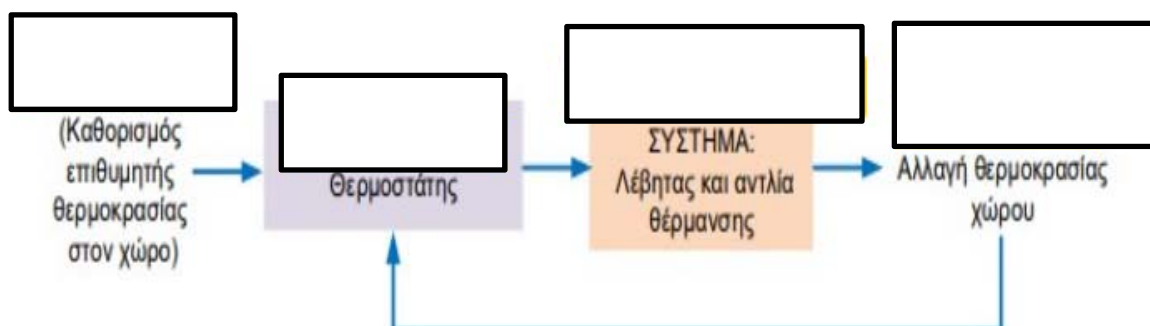 (Καθορισμός
επιθυμητής
θερμοκρασίας
στον χώρο)
Θερμοστάτης
ΣΥΣΤΗΜΑ:
Λέβητας και αντλία
θέρμανσης
Αλλαγή θερμοκρασίας
χώρου